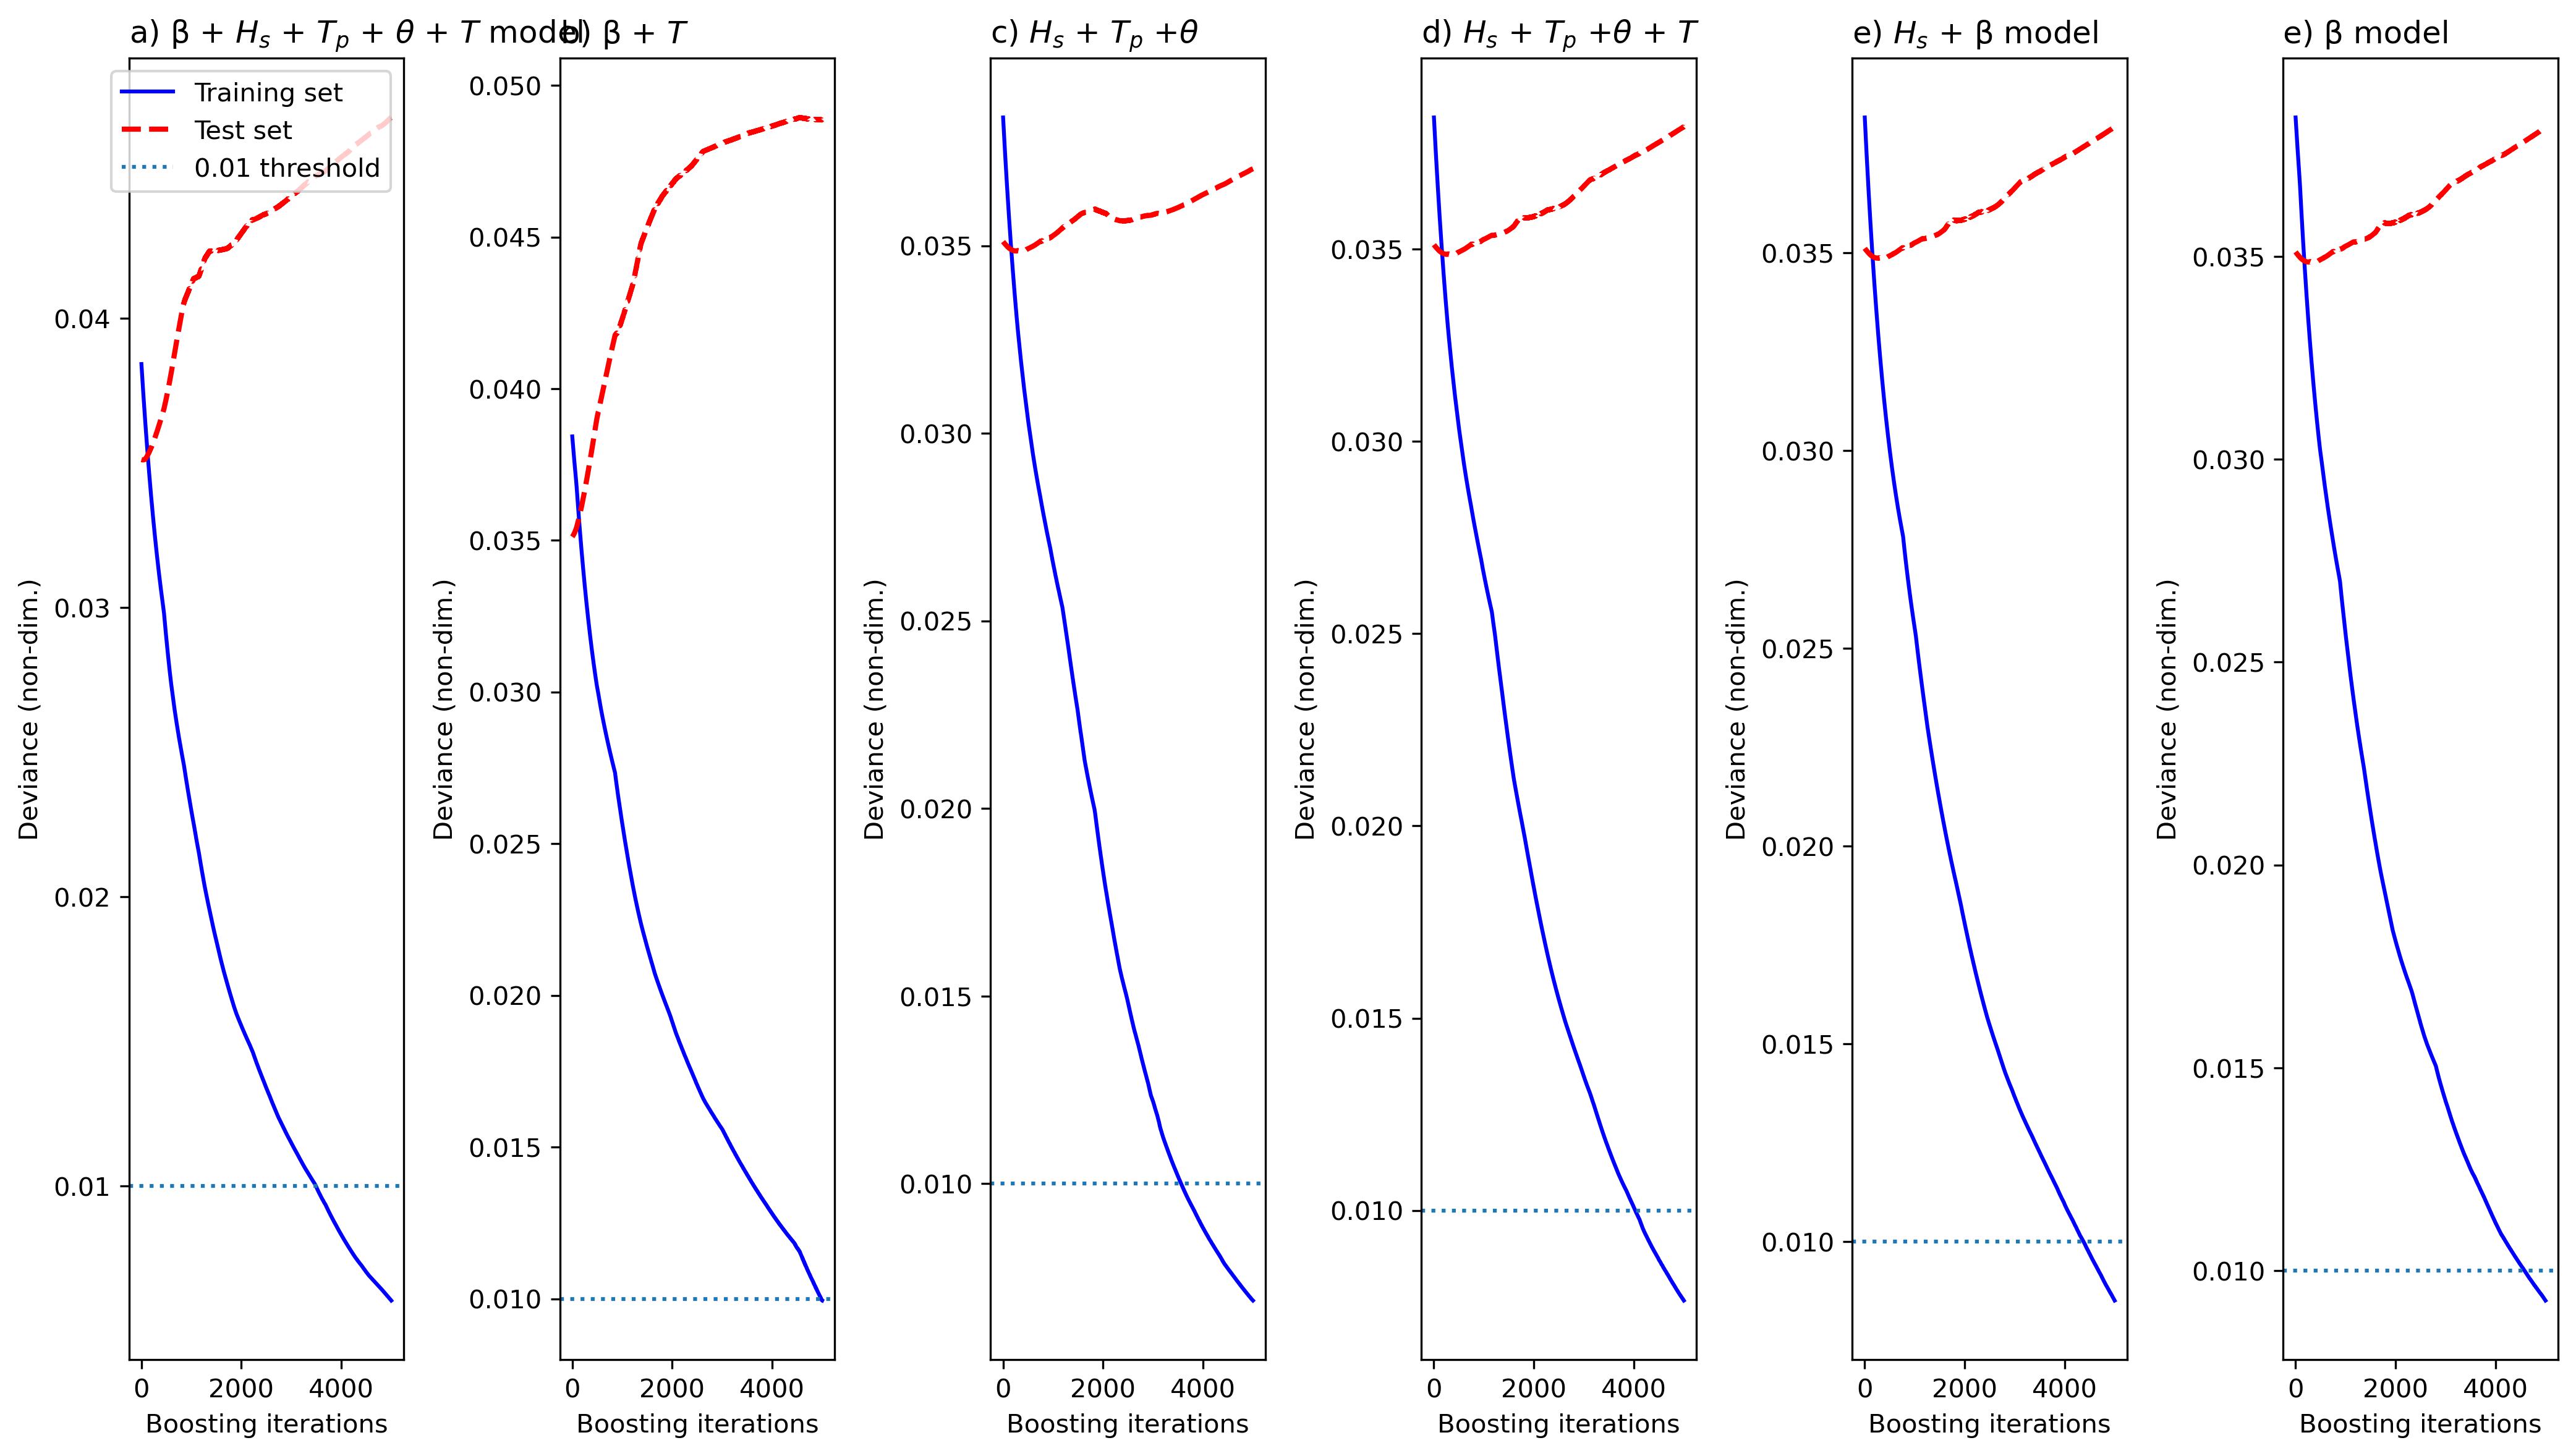 a) β + Hₛ + Tₚ + θ + T model
b) β + T
c) Hₛ + Tₚ +θ
d) Hₛ + Tₚ +θ + T
e) Hₛ + β model
e) β model
Training set
Test set
0.01 threshold
Deviance (non-dim.)
0.04
0.03
0.02
0.01
0 2000 4000
Boosting iterations
Deviance (non-dim.)
0.050
0.045
0.040
0.035
0.030
0.025
0.020
0.015
0.010
0 2000 4000
Boosting iterations
Deviance (non-dim.)
0.035
0.030
0.025
0.020
0.015
0.010
0 2000 4000
Boosting iterations
Deviance (non-dim.)
0.035
0.030
0.025
0.020
0.015
0.010
0 2000 4000
Boosting iterations
Deviance (non-dim.)
0.035
0.030
0.025
0.020
0.015
0.010
0 2000 4000
Boosting iterations
Deviance (non-dim.)
0.035
0.030
0.025
0.020
0.015
0.010
0 2000 4000
Boosting iterations